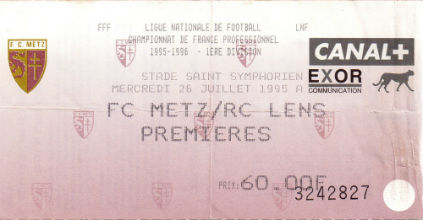 FFF LIGUE NATIONALE DE FOOTBALL LNF
CHAMPIONNAT DE FRANCE PROFESSIONNEL
1995-1996 - 1ERE DIVISION
F C. METZ
CANAL+
STADE SAINT SYMPHORIEN
MERCREDI 26 JUILLET 1995 A
EXOR
COMMUNICATION
FC METZ/RC LENS
PREMIERES
PRIX: 60.00F
3242827